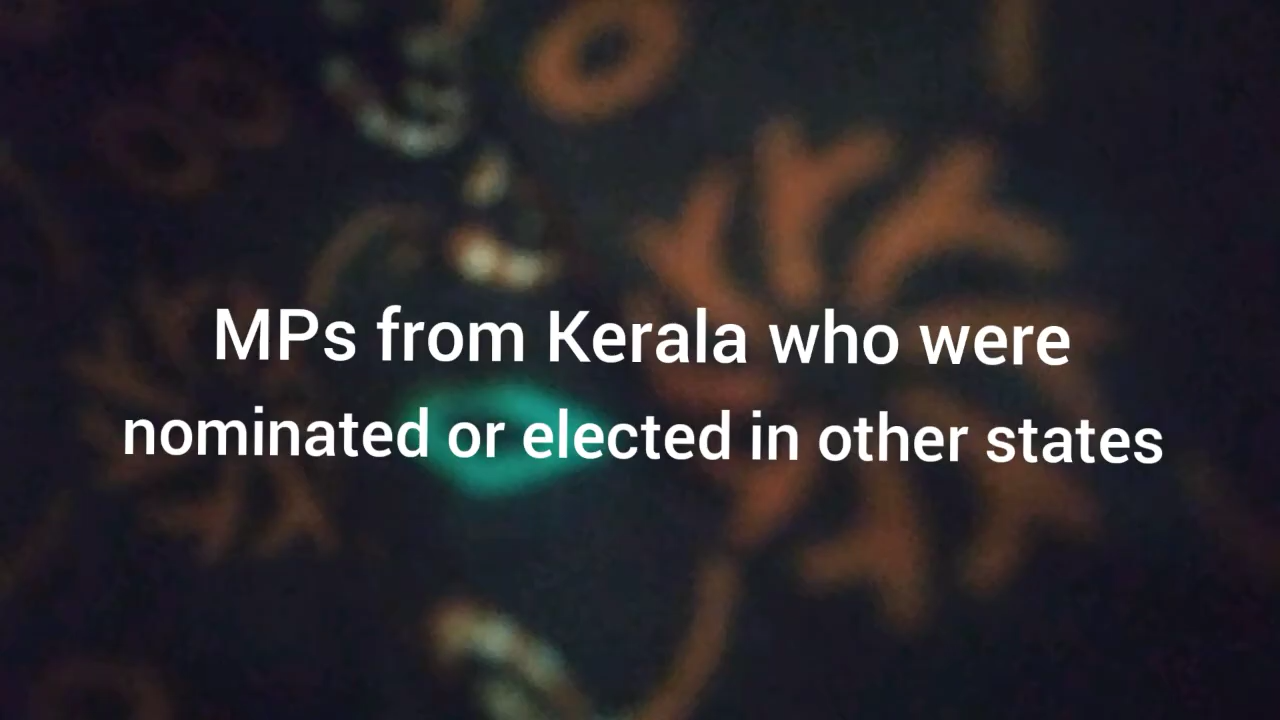 MPs from Kerala who were
nominated or elected in other states